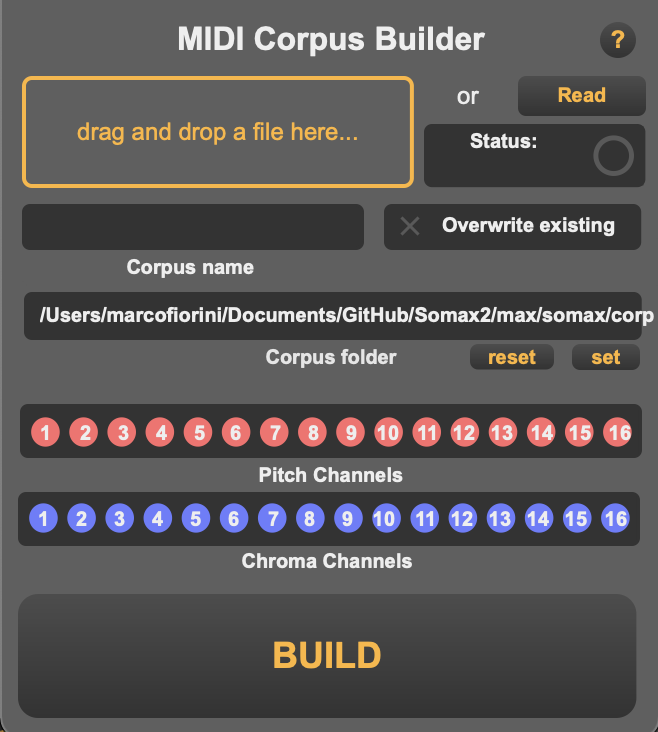 MIDI Corpus Builder
?
drag and drop a file here...
or
Read
Status:
Overwrite existing
Corpus name
/Users/marcofiorini/Documents/GitHub/Somax2/max/somax/corp
Corpus folder
reset
set
1 2 3 4 5 6 7 8 9 10 11 12 13 14 15 16
Pitch Channels
1 2 3 4 5 6 7 8 9 10 11 12 13 14 15 16
Chroma Channels
BUILD